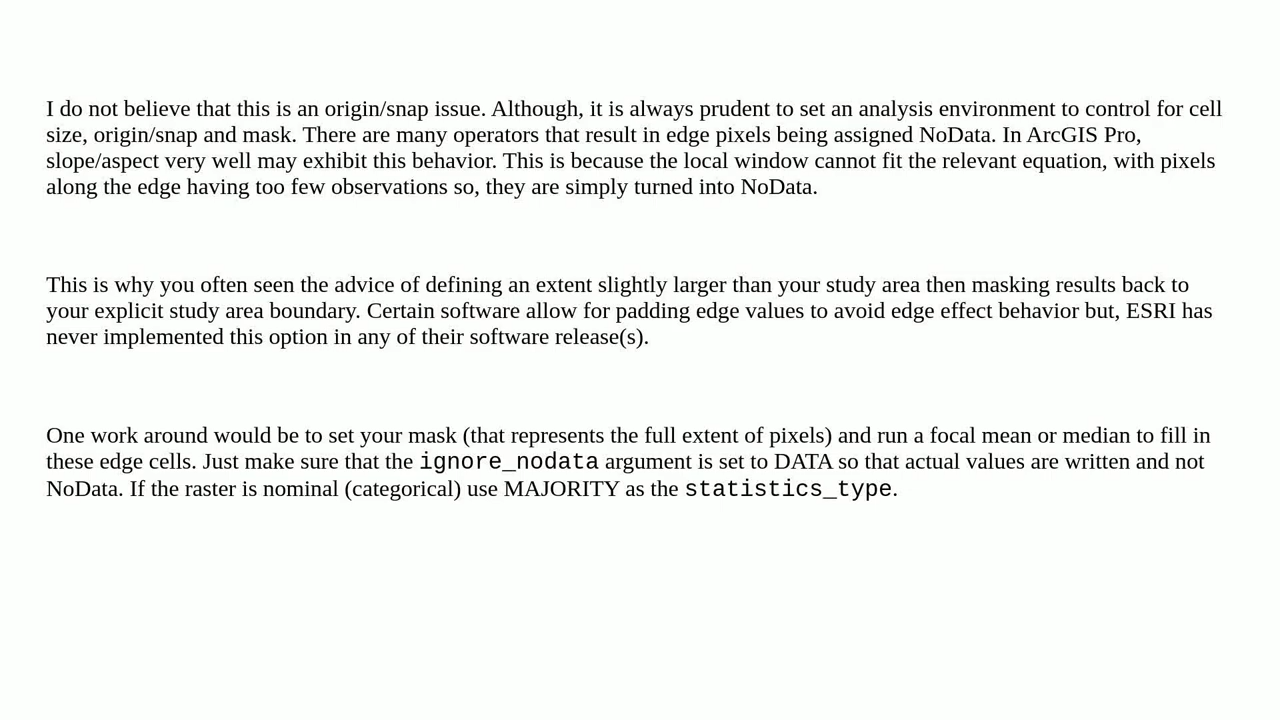 I do not believe that this is an origin/snap issue. Although, it is always prudent to set an analysis environment to control for cell
size, origin/snap and mask. There are many operators that result in edge pixels being assigned NoData. In ArcGIS Pro,
slope/aspect very well may exhibit this behavior. This is because the local window cannot fit the relevant equation, with pixels
along the edge having too few observations so, they are simply turned into NoData.
This is why you often seen the advice of defining an extent slightly larger than your study area then masking results back to
your explicit study area boundary. Certain software allow for padding edge values to avoid edge effect behavior but, ESRI has
never implemented this option in any of their software release(s).
One work around would be to set your mask (that represents the full extent of pixels) and run a focal mean or median to fill in
these edge cells. Just make sure that the ignore_nodata argument is set to DATA so that actual values are written and not
NoData. If the raster is nominal (categorical) use MAJORITY as the statistics_type.